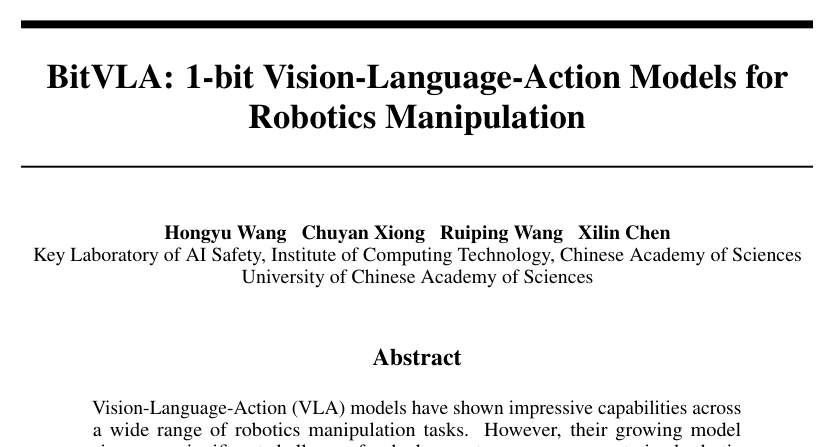 BitVLA: 1-bit Vision-Language-Action Models for
Robotics Manipulation
Hongyu Wang Chuyan Xiong Ruiping Wang Xilin Chen
Key Laboratory of AI Safety, Institute of Computing Technology, Chinese Academy of Sciences
University of Chinese Academy of Sciences
Abstract
Vision-Language-Action (VLA) models have shown impressive capabilities across
a wide range of robotics manipulation tasks. However, their growing model